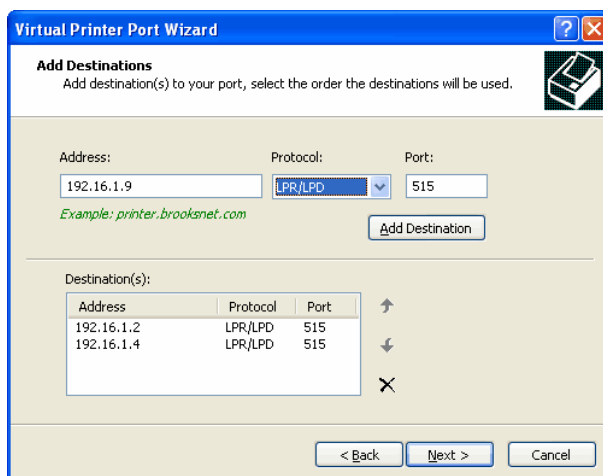 Virtual Printer Port Wizard
Add Destinations
Add destination(s) to your port, select the order the destinations will be used.
Address: Protocol: Port:
192.16.1.9 LPR/LPD 515
Example: printer.brooksnet.com
Add Destination
Destination(s):
Address Protocol Port
192.16.1.2 LPR/LPD 515
192.16.1.4 LPR/LPD 515
< Back Next > Cancel